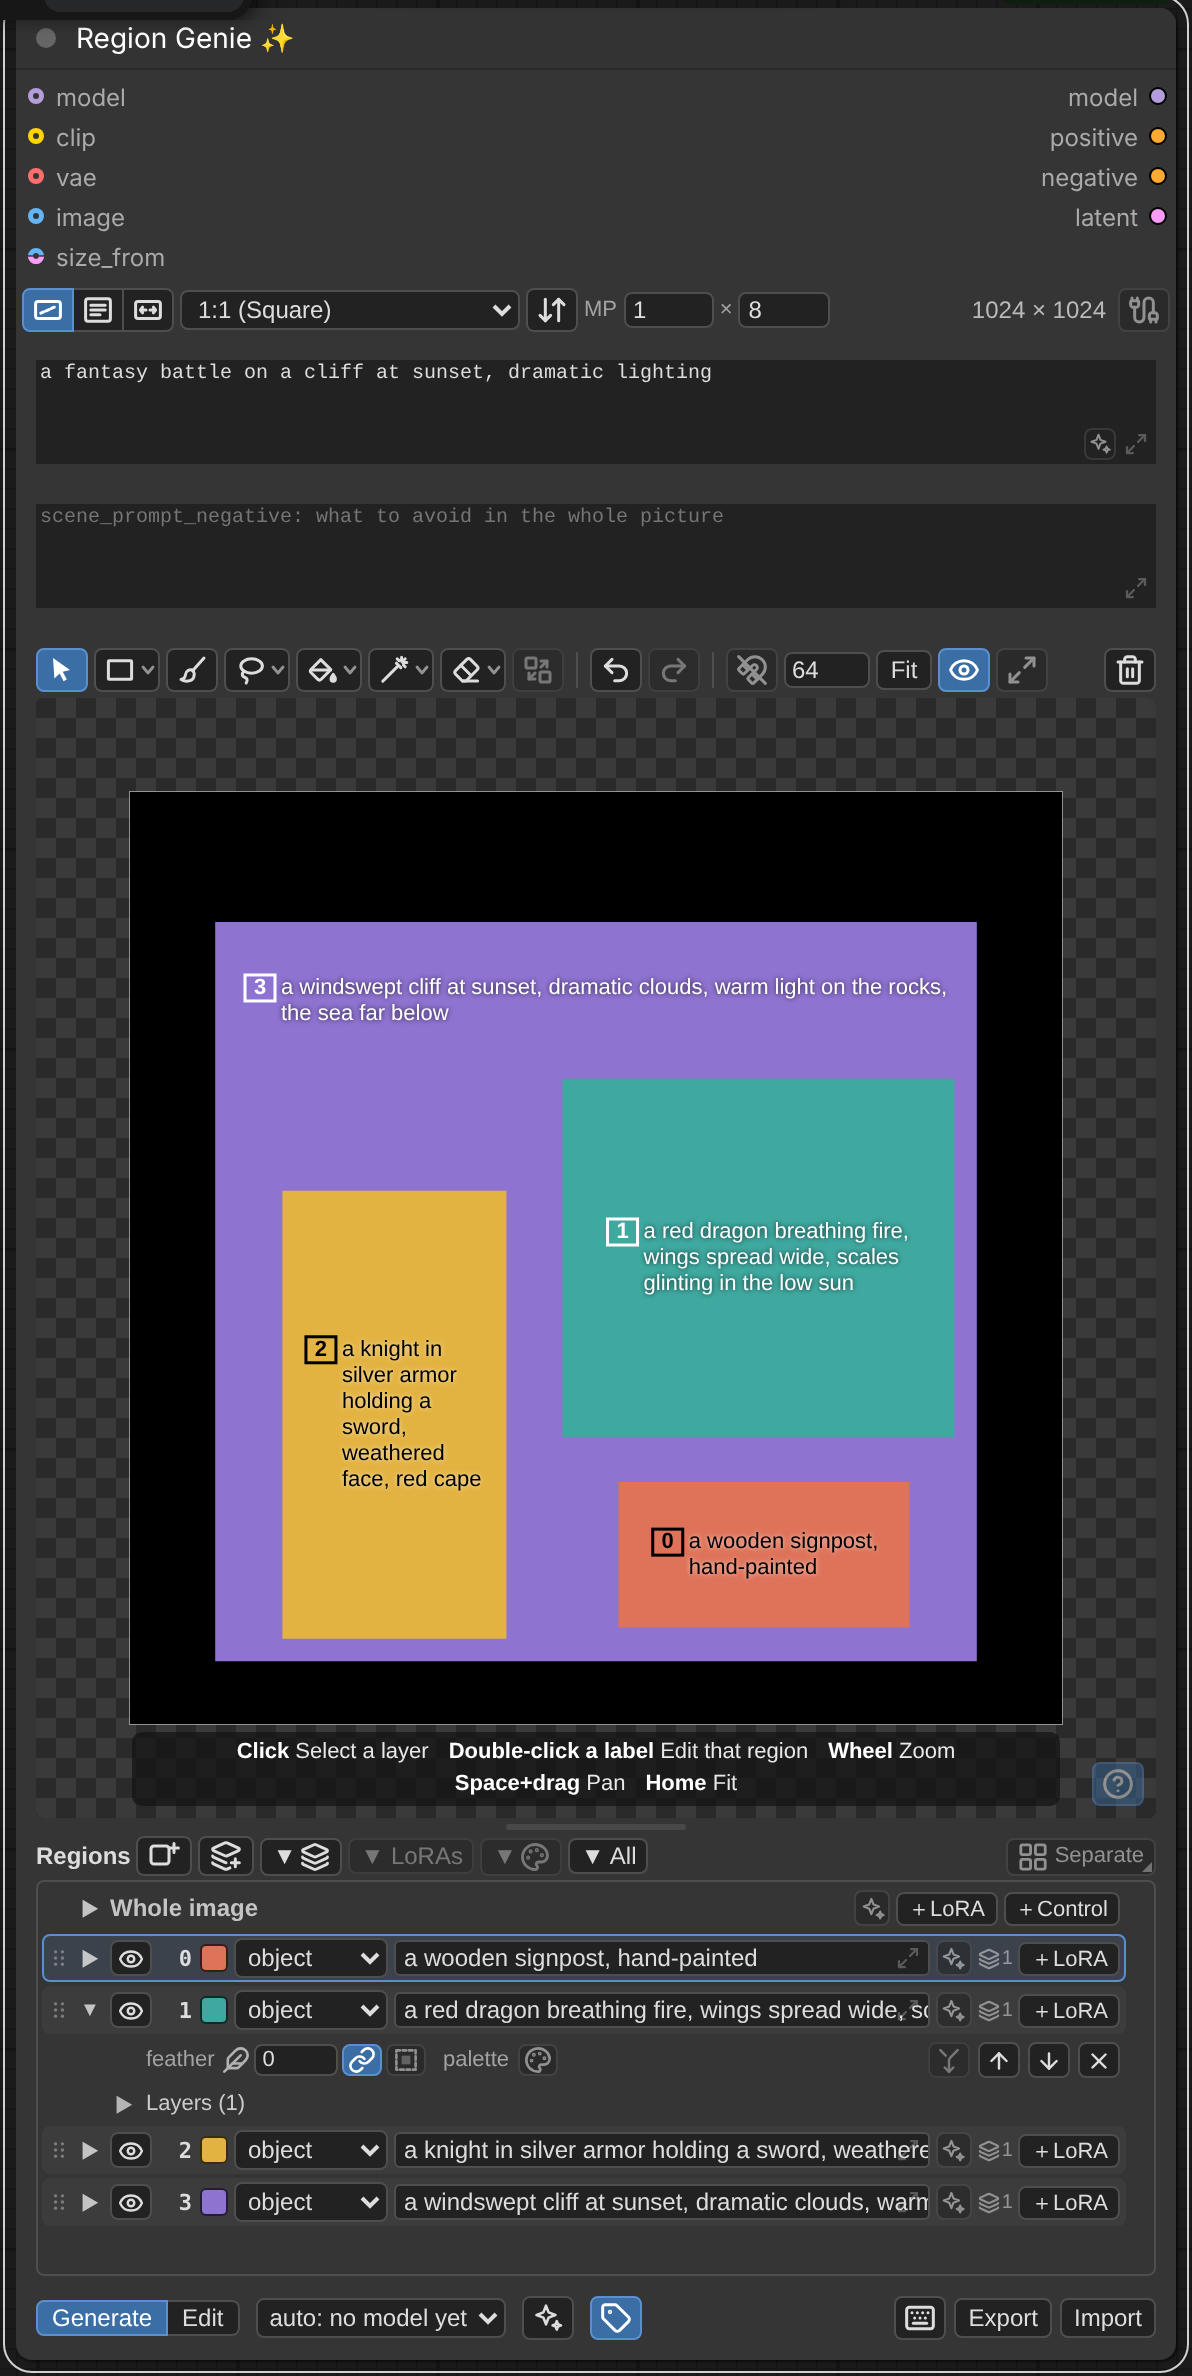 Region Genie ✨
model
model
clip
positive
vae
negative
image
latent
size_from
1:1 (Square)
MP 1 × 8
1024 × 1024
a fantasy battle on a cliff at sunset, dramatic lighting
scene_prompt_negative: what to avoid in the whole picture
64
Fit
3 a windswept cliff at sunset, dramatic clouds, warm light on the rocks,
the sea far below
1 a red dragon breathing fire,
wings spread wide, scales
glinting in the low sun
2 a knight in
silver armor
holding a
sword,
weathered
face, red cape
0 a wooden signpost,
hand-painted
Click Select a layer Double-click a label Edit that region Wheel Zoom
Space+drag Pan Home Fit
Regions ▼ ▼ LoRAs ▼ ▼ All Separate
▶ Whole image +LoRA +Control
0 object a wooden signpost, hand-painted 1 +LoRA
1 object a red dragon breathing fire, wings spread wide, sc 1 +LoRA
feather 0 palette
Layers (1)
2 object a knight in silver armor holding a sword, weathere 1 +LoRA
3 object a windswept cliff at sunset, dramatic clouds, warm 1 +LoRA
Generate Edit auto: no model yet Export Import